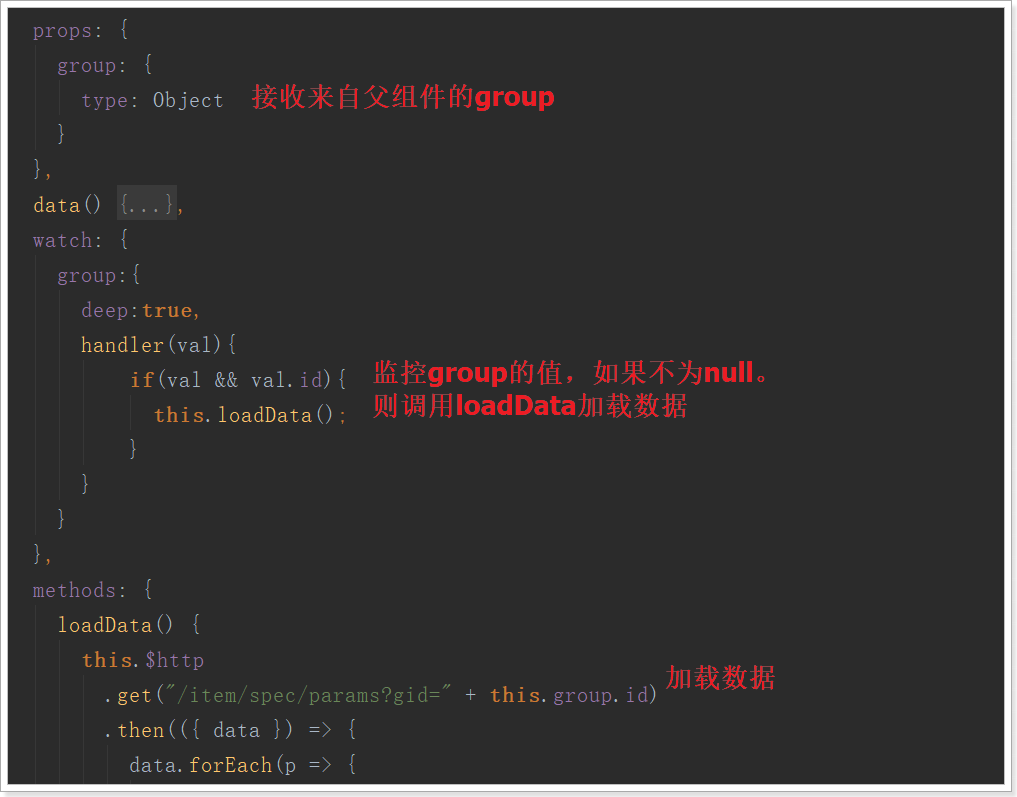 props: {
group: {
type: Object 接收来自父组件的group
}
},
data() {...},
watch: {
group:{
deep:true,
handler(val){
if(val && val.id){ 监控group的值，如果不为null。
this.loadData(); 则调用loadData加载数据
}
}
}
},
methods: {
loadData() {
this.$http
.get("/item/spec/params?gid=" + this.group.id) 加载数据
.then(({ data }) => {
data.forEach(p => {